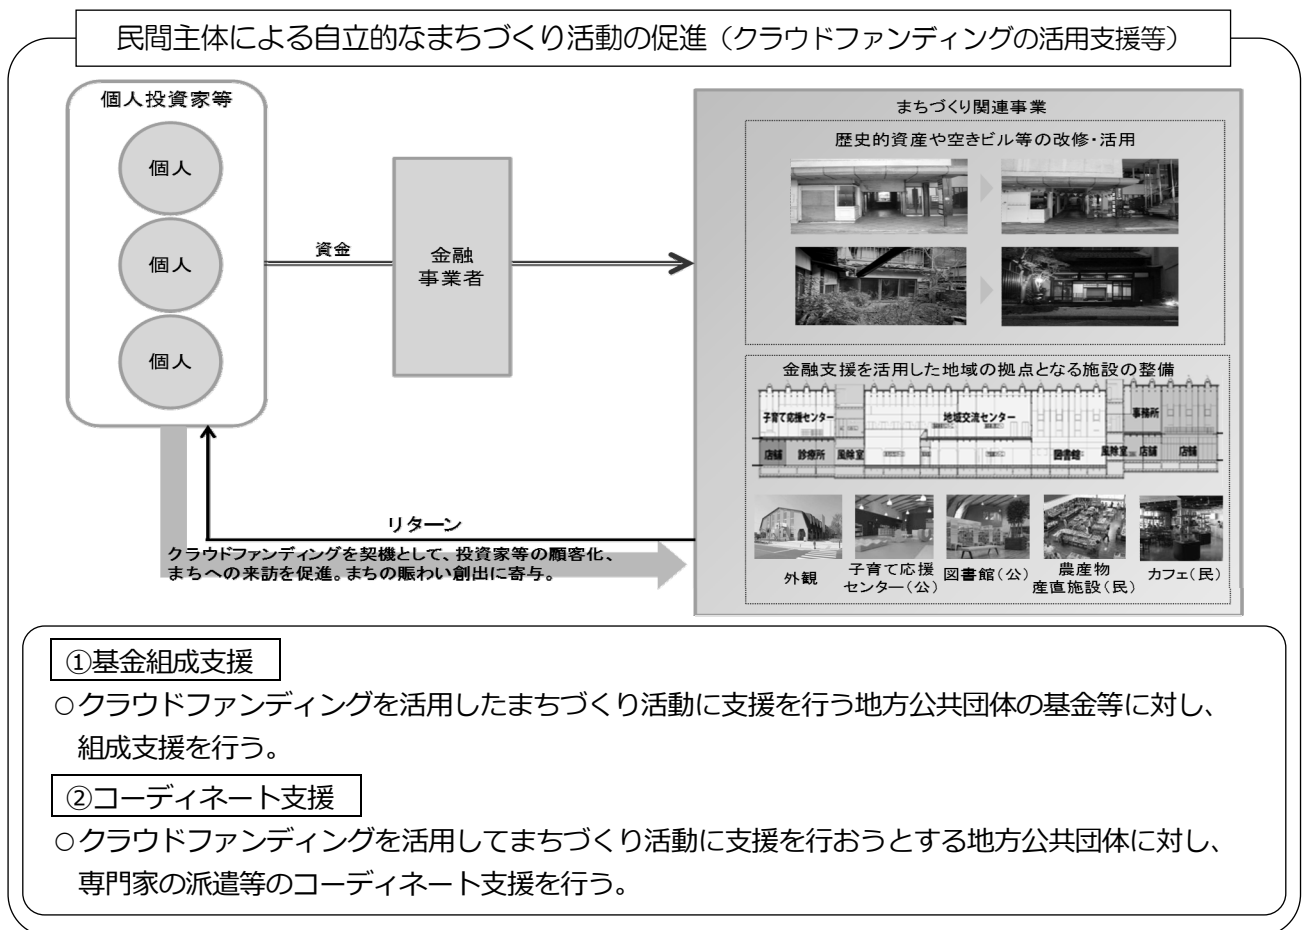 民間主体による自立的なまちづくり活動の促進（クラウドファンディングの活用支援等）
個人投資家等
個人
個人
個人
資金
金融
事業者
まちづくり関連事業
歴史的資産や空きビル等の改修・活用
金融支援を活用した地域の拠点となる施設の整備
子育て応援センター
地域交流センター
事務所
店舗
診療所
風除室
図書館
風除室
店舗
店舗
外観
子育て応援
センター（公）
図書館（公）
農産物
産直施設（民）
カフェ（民）
リターン
クラウドファンディングを契機として、投資家等の顧客化、
まちへの来訪を促進。まちの賑わい創出に寄与。
①基金組成支援
○クラウドファンディングを活用したまちづくり活動に支援を行う地方公共団体の基金等に対し、
組成支援を行う。
②コーディネート支援
○クラウドファンディングを活用してまちづくり活動に支援を行おうとする地方公共団体に対し、
専門家の派遣等のコーディネート支援を行う。